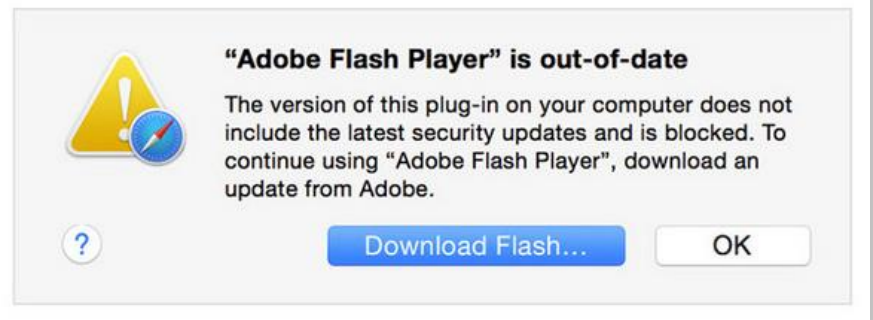 “Adobe Flash Player” is out-of-date
The version of this plug-in on your computer does not
include the latest security updates and is blocked. To
continue using “Adobe Flash Player”, download an
update from Adobe.
?
Download Flash...
OK